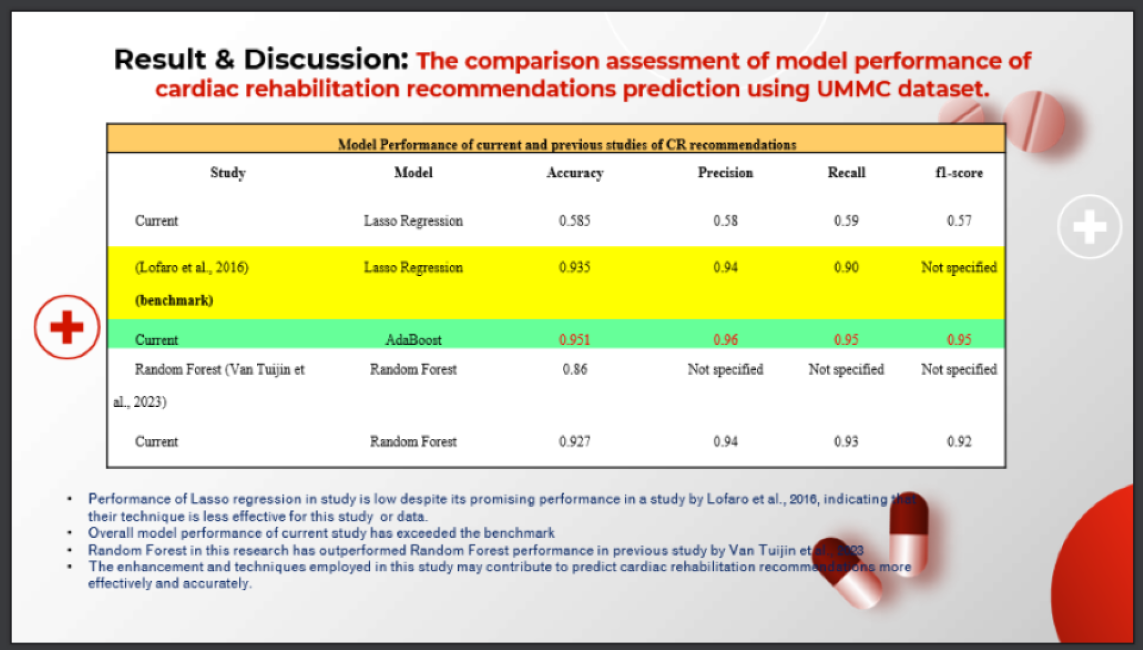 Result & Discussion: The comparison assessment of model performance of
cardiac rehabilitation recommendations prediction using UMMC dataset.
Model Performance of current and previous studies of CR recommendations
Study Model Accuracy Precision Recall f1-score
Current Lasso Regression 0.585 0.58 0.59 0.57
(Lofaro et al., 2016) Lasso Regression 0.935 0.94 0.90 Not specified
(benchmark)
Current AdaBoost 0.951 0.96 0.95 0.95
Random Forest (Van Tuijin et Random Forest 0.86 Not specified Not specified Not specified
al., 2023)
Current Random Forest 0.927 0.94 0.93 0.92
• Performance of Lasso regression in study is low despite its promising performance in a study by Lofaro et al., 2016, indicating that
their technique is less effective for this study or data.
• Overall model performance of current study has exceeded the benchmark
• Random Forest in this research has outperformed Random Forest performance in previous study by Van Tuijin et al., 2023
• The enhancement and techniques employed in this study may contribute to predict cardiac rehabilitation recommendations more
effectively and accurately.